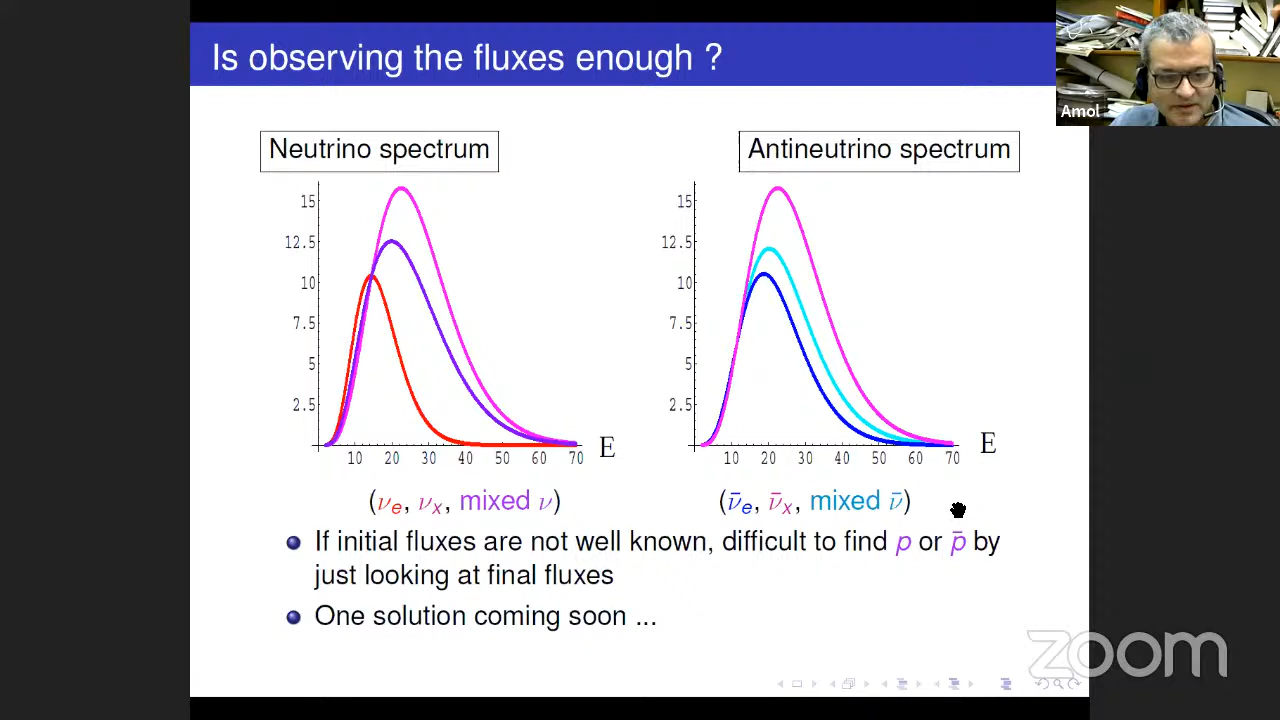 Is observing the fluxes enough ?
Amol
Neutrino spectrum
Antineutrino spectrum
15
12.5
10
7.5
5
2.5
10 20 30 40 50 60 70
E
15
12.5
10
7.5
5
2.5
10 20 30 40 50 60 70
E
(νₑ, νₓ, mixed ν)
(ν̄ₑ, ν̄ₓ, mixed ν̄)
If initial fluxes are not well known, difficult to find p or p̄ by
just looking at final fluxes
One solution coming soon ...
zoom